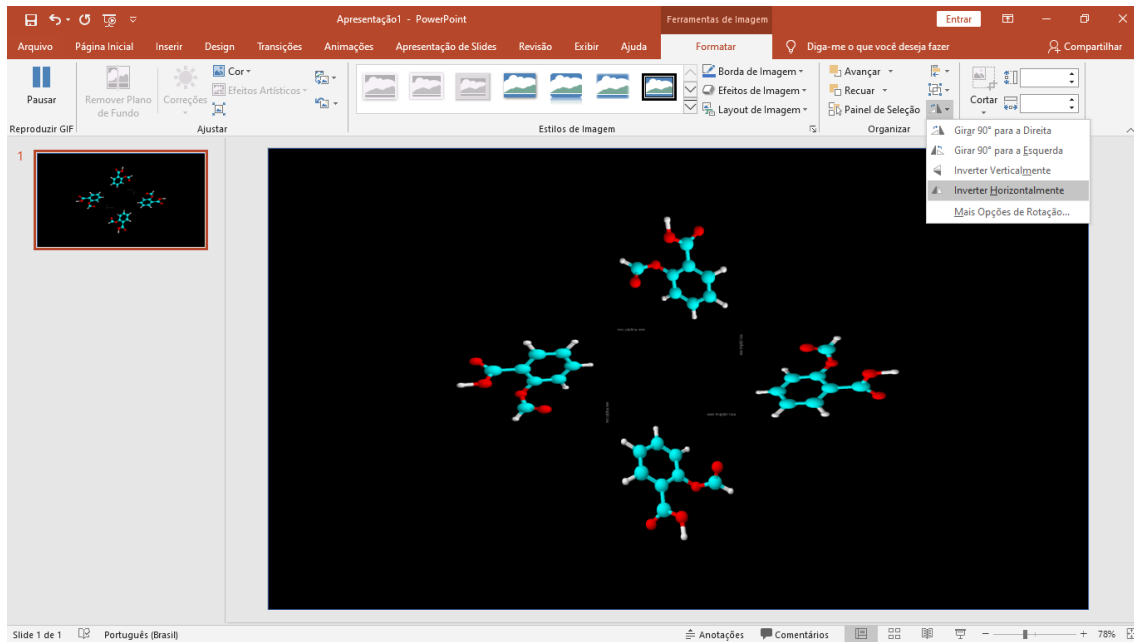 Apresentação1 - PowerPoint
Ferramentas de Imagem
Entrar
Arquivo Página Inicial Inserir Design Transições Animações Apresentação de Slides Revisão Exibir Ajuda Formatar Diga-me o que você deseja fazer Compartilhar
Pausar
Remover Plano de Fundo
Correções
Cor
Efeitos Artísticos
Borda de Imagem
Efeitos de Imagem
Layout de Imagem
Avançar
Recuar
Painel de Seleção
Cortar
Reproduzir GIF
Ajustar
Estilos de Imagem
Organizar
Girar 90° para a Direita
Girar 90° para a Esquerda
Inverter Verticalmente
Inverter Horizontalmente
Mais Opções de Rotação...
1
Slide 1 de 1
Português (Brasil)
Anotações
Comentários
78%